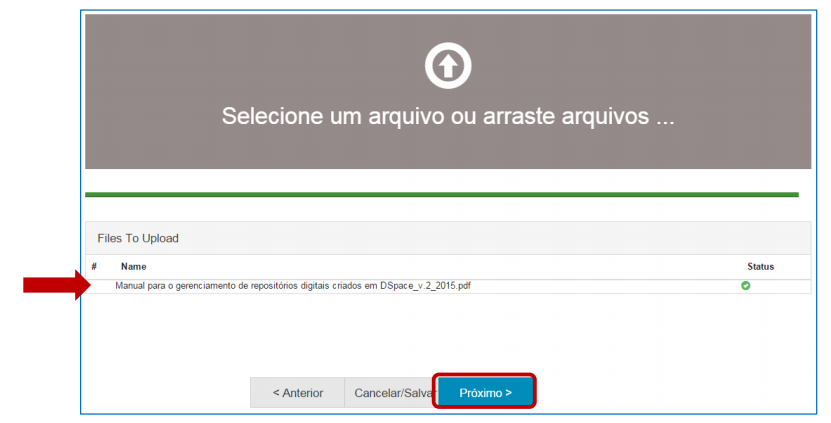 Selecione um arquivo ou arraste arquivos ...
Files To Upload
# Name Status
Manual para o gerenciamento de repositórios digitais criados em DSpace_v.2_2015.pdf
< Anterior Cancelar/Salvar Próximo >